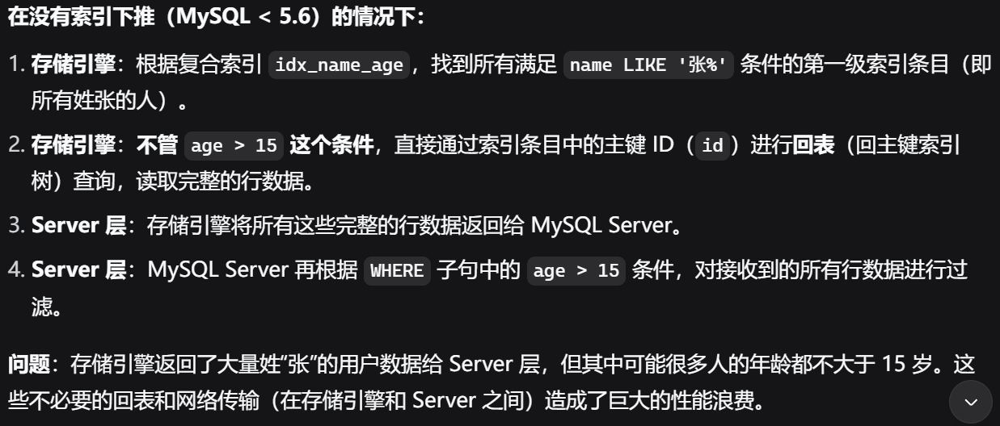 在没有索引下推（MySQL < 5.6）的情况下：
1. 存储引擎：根据复合索引 idx_name_age，找到所有满足 name LIKE '张%' 条件的第一级索引条目（即
所有姓张的人）。
2. 存储引擎：不管 age > 15 这个条件，直接通过索引条目中的主键 ID（id）进行回表（回主键索引
树）查询，读取完整的行数据。
3. Server 层：存储引擎将所有这些完整的行数据返回给 MySQL Server。
4. Server 层：MySQL Server 再根据 WHERE 子句中的 age > 15 条件，对接收到的所有行数据进行过
滤。
问题：存储引擎返回了大量姓“张”的用户数据给 Server 层，但其中可能很多人的年龄都不大于 15 岁。这
些不必要的回表和网络传输（在存储引擎和 Server 之间）造成了巨大的性能浪费。